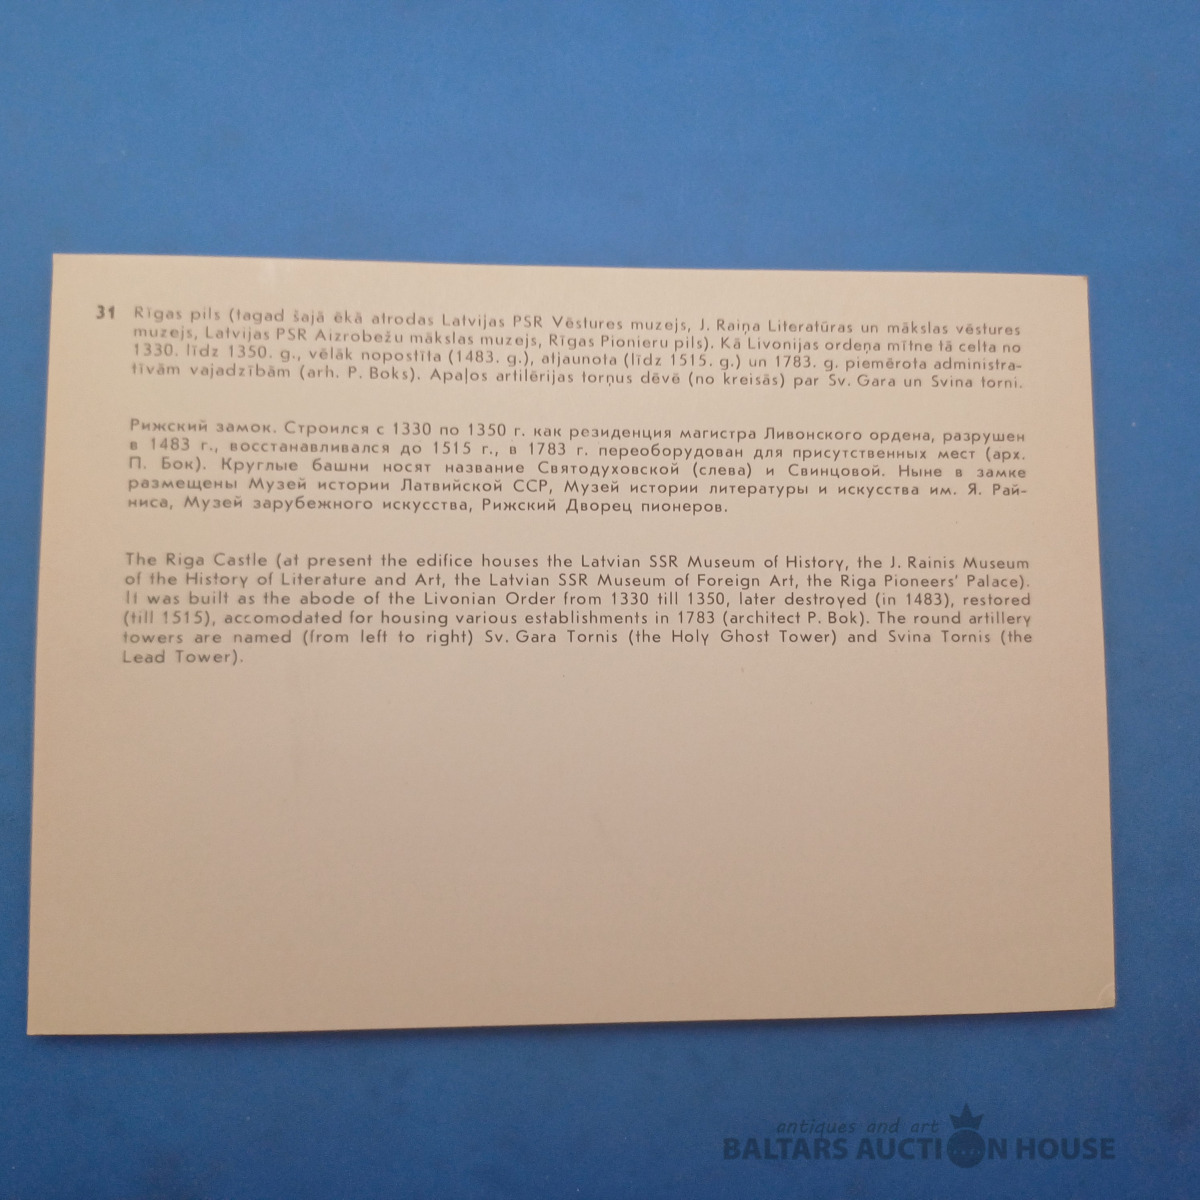 31 Rīgas pils (tagad šajā ēkā atrodas Latvijas PSR Vēstures muzejs, J. Raiņa Literatūras un mākslas vēstures
muzejs, Latvijas PSR Aizrobežu mākslas muzejs, Rīgas Pionieru pils). Kā Livonijas ordeņa mītne tā celta no
1330. līdz 1350. g., vēlāk nopostīta (1483. g.), atjaunota (līdz 1515. g.) un 1783. g. piemērota administra-
tīvām vajadzībām (arh. P. Boks). Apaļos artilērijas torņus dēvē (no kreisās) par Sv. Gara un Svina torni.
Рижский замок. Строился с 1330 по 1350 г. как резиденция магистра Ливонского ордена, разрушен
в 1483 г., восстанавливался до 1515 г., в 1783 г. переоборудован для присутственных мест (арх.
П. Бок). Круглые башни носят название Святодуховской (слева) и Свинцовой. Ныне в замке
размещены Музей истории Латвийской ССР, Музей истории литературы и искусства им. Я. Рай-
ниса, Музей зарубежного искусства, Рижский Дворец пионеров.
The Riga Castle (at present the edifice houses the Latvian SSR Museum of History, the J. Rainis Museum
of the History of Literature and Art, the Latvian SSR Museum of Foreign Art, the Riga Pioneers' Palace).
It was built as the abode of the Livonian Order from 1330 till 1350, later destroyed (in 1483), restored
(till 1515), accomodated for housing various establishments in 1783 (architect P. Bok). The round artillery
towers are named (from left to right) Sv. Gara Tornis (the Holy Ghost Tower) and Svina Tornis (the
Lead Tower).
antiques and art
BALTARS AUCTION HOUSE